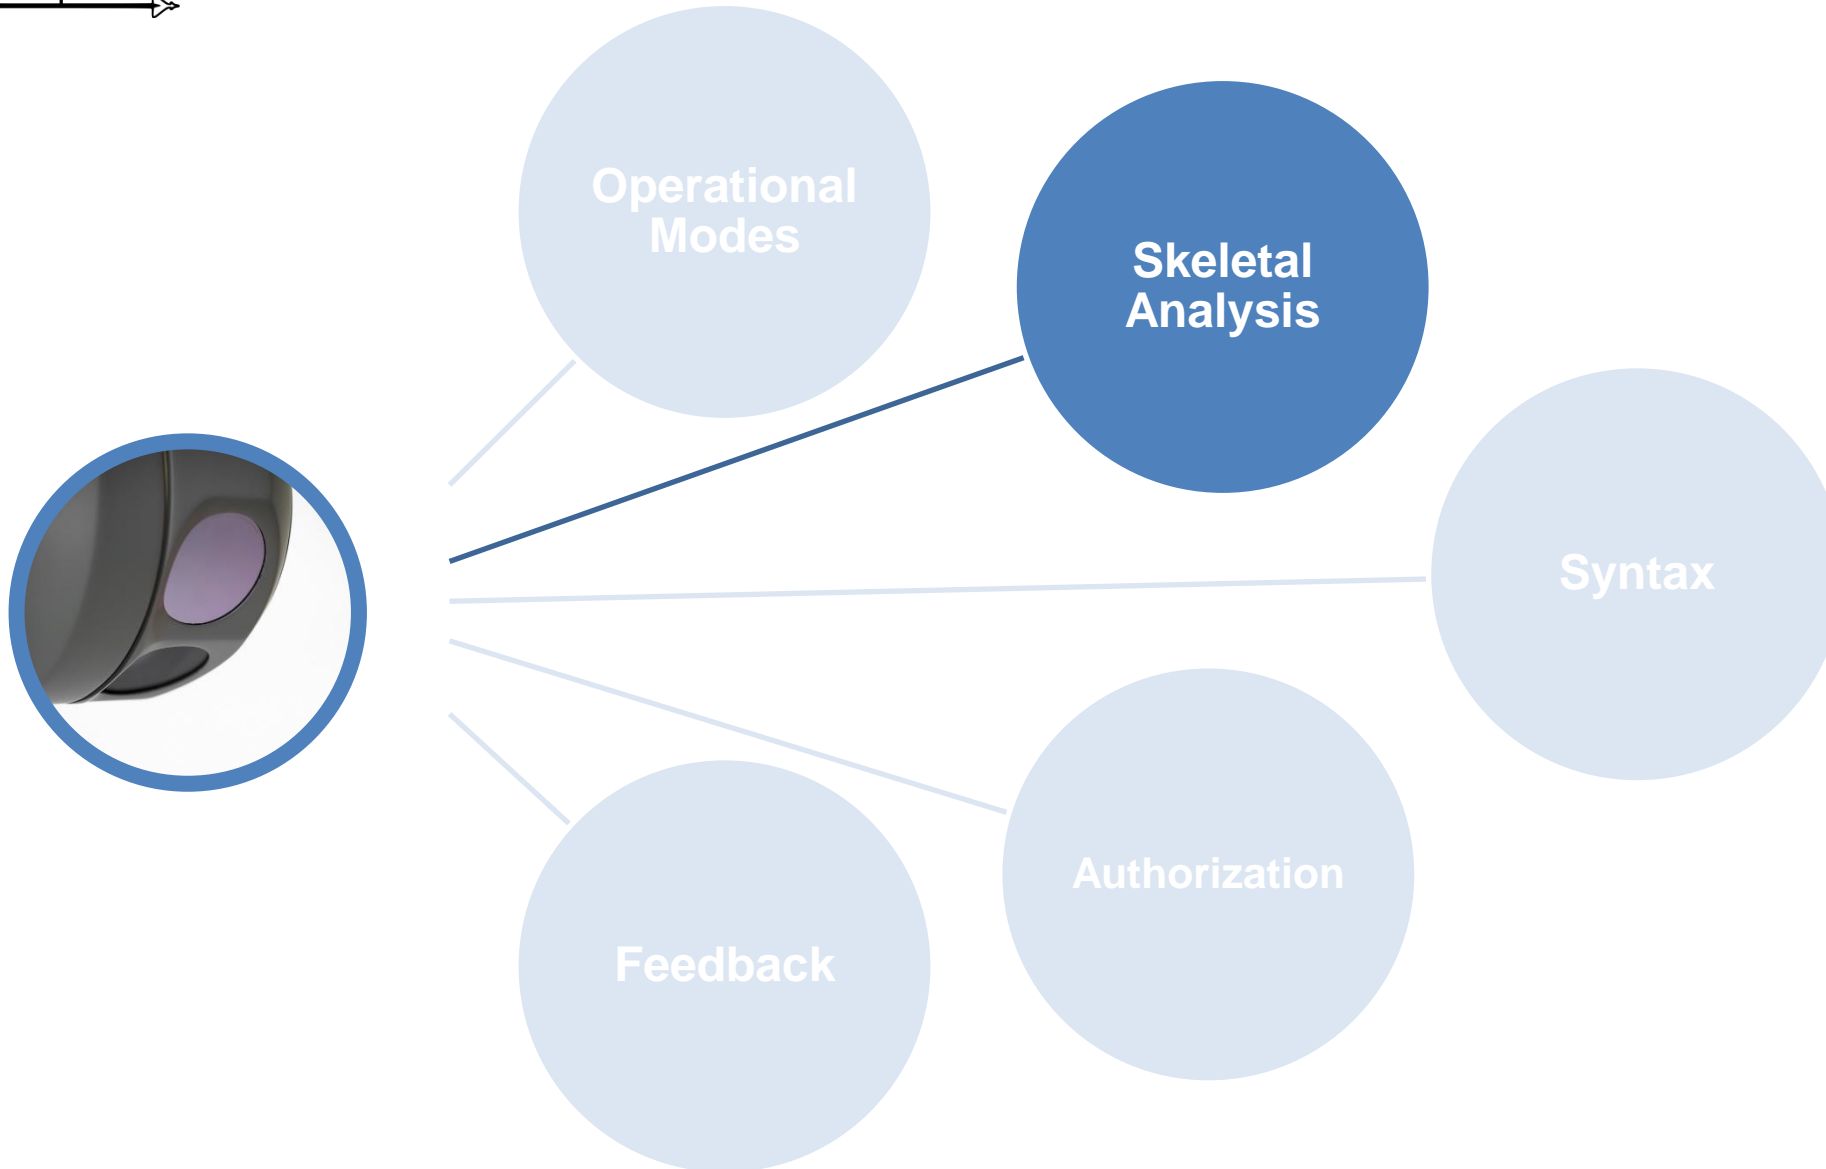 Operational
Modes
Skeletal
Analysis
Syntax
Authorization
Feedback